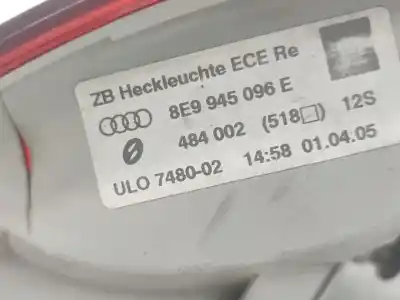 ZB Heckleuchte ECE Re
8E9 945 096 E
484 002 (518□) 12S
ULO 7480-02 14:58 01.04.05